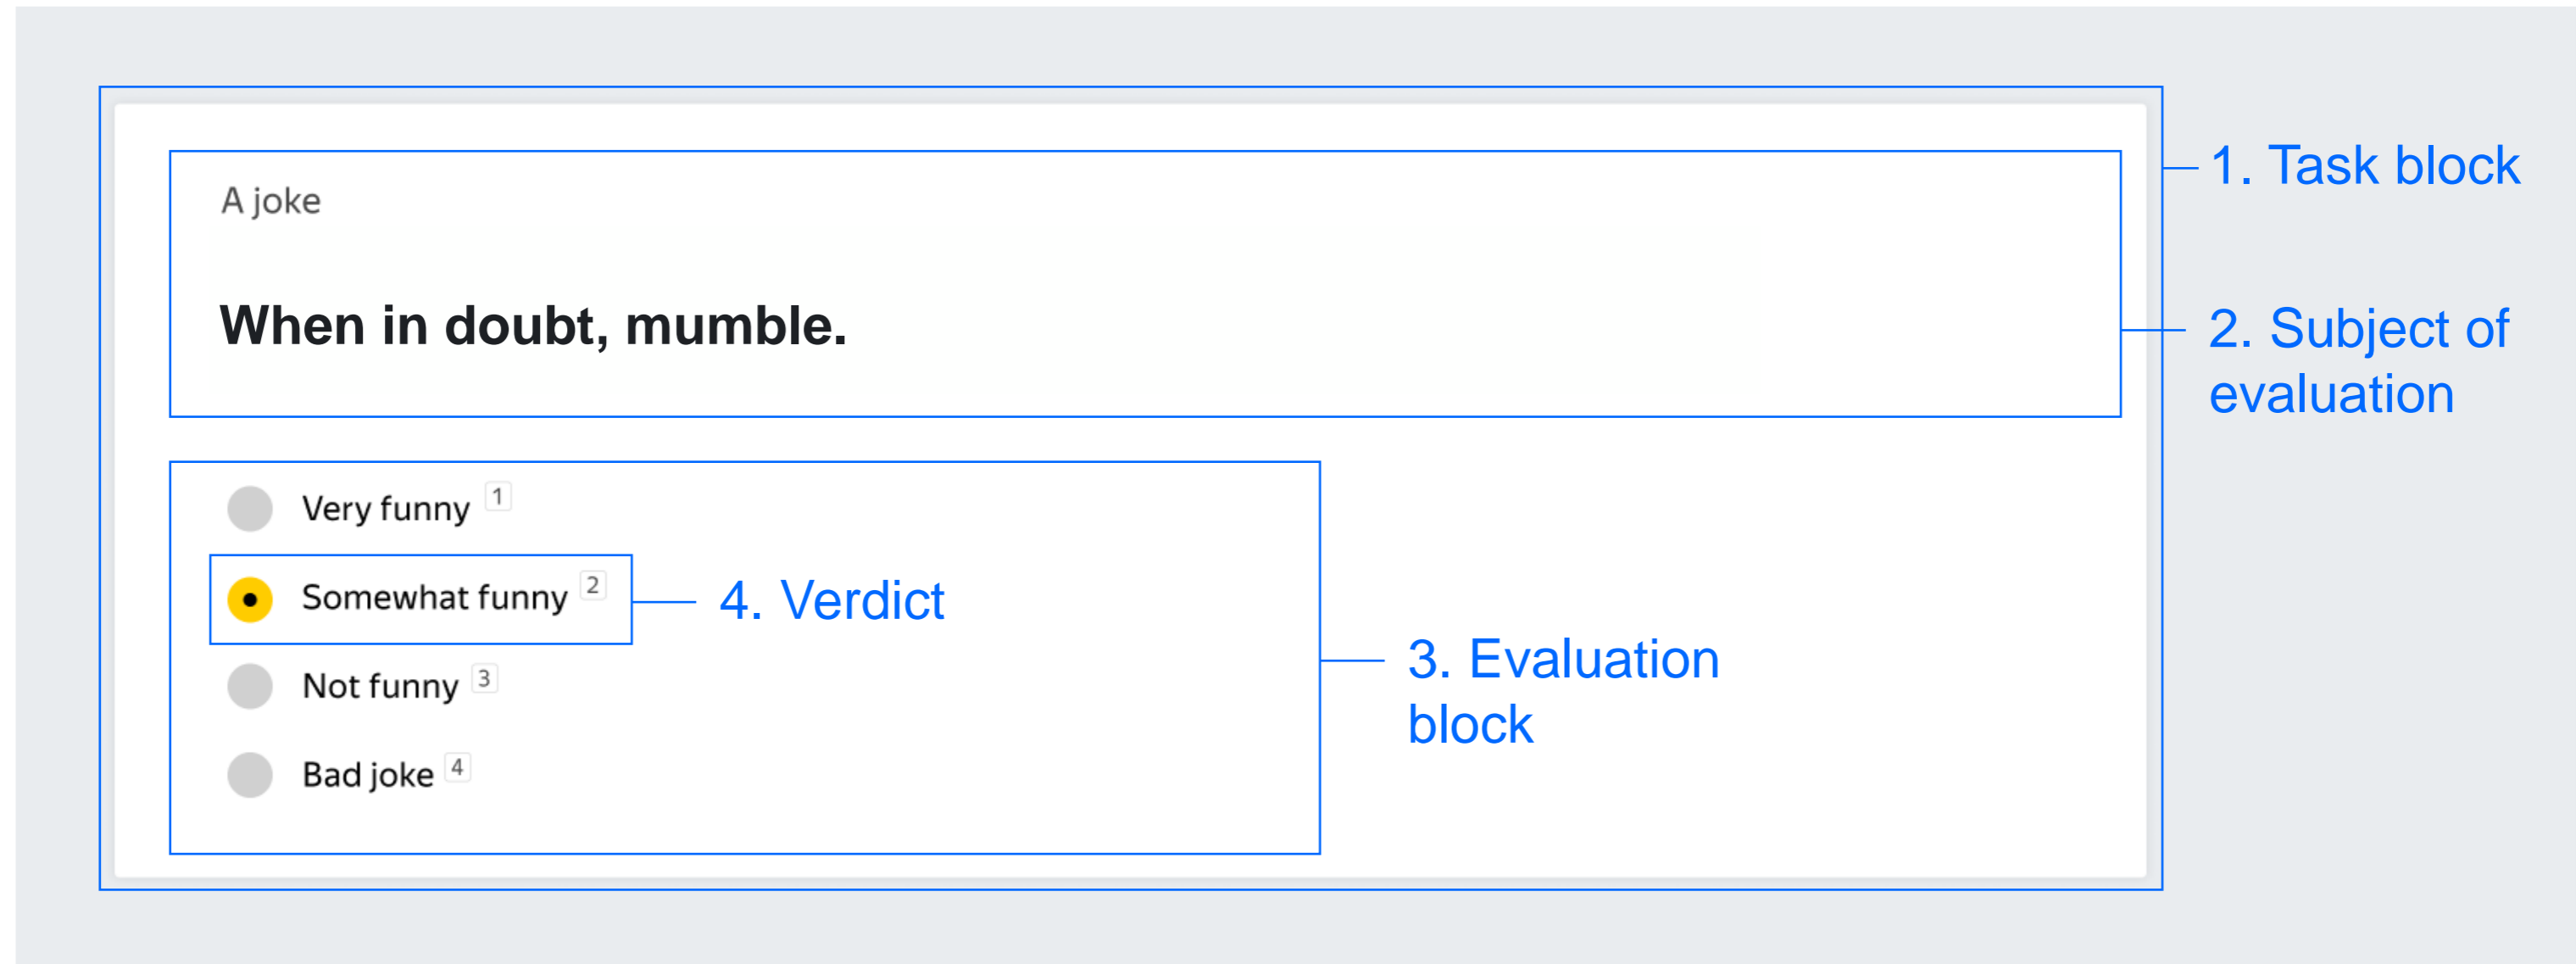 A joke
When in doubt, mumble.
Very funny 1
Somewhat funny 2
Not funny 3
Bad joke 4
1. Task block
2. Subject of
evaluation
4. Verdict
3. Evaluation
block